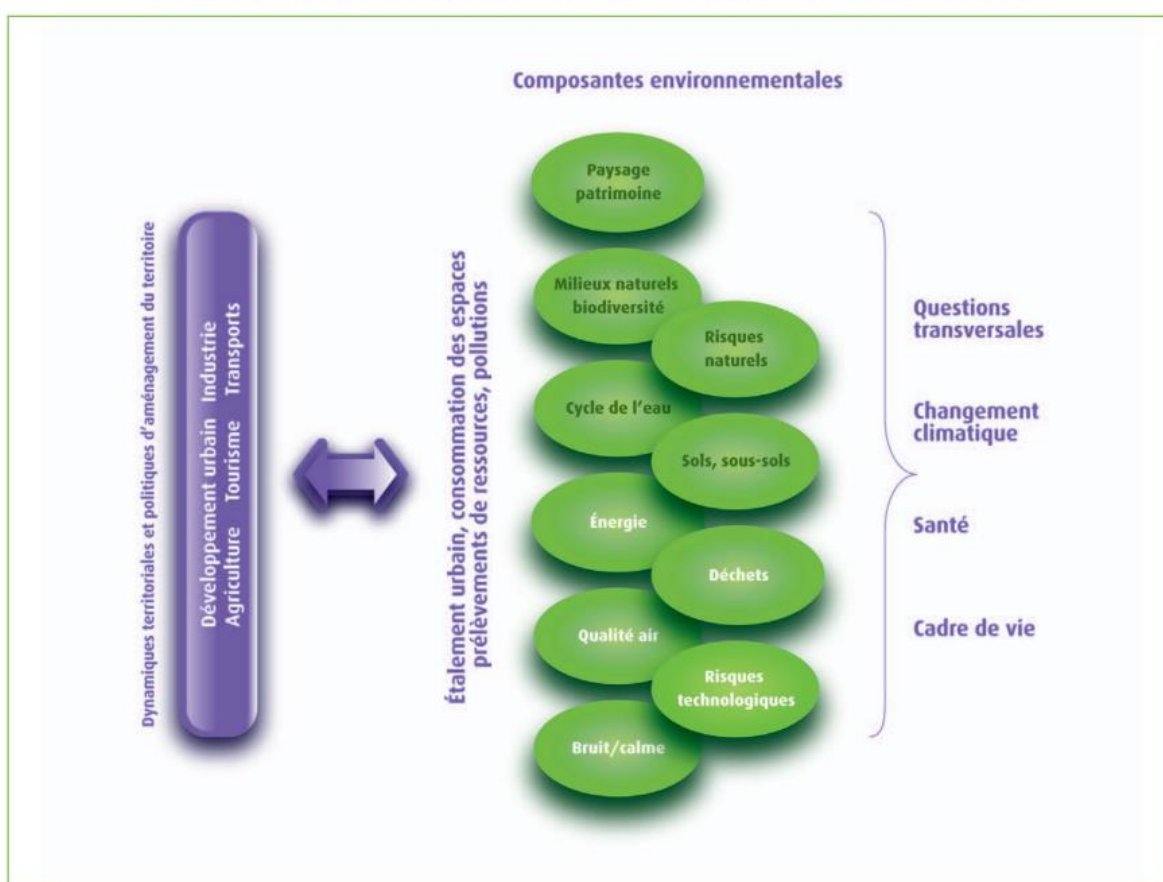 Composantes environnementales
Dynamiques territoriales et politiques d'aménagement du territoire
Développement urbain Industrie
Agriculture Tourisme Transports
Étalement urbain, consommation des espaces
prélèvements de ressources, pollutions
Paysage
patrimoine
Milieux naturels
biodiversité
Risques
naturels
Cycle de l'eau
Sols, sous-sols
Énergie
Déchets
Qualité air
Risques
technologiques
Bruit/calme
Questions
transversales
Changement
climatique
Santé
Cadre de vie